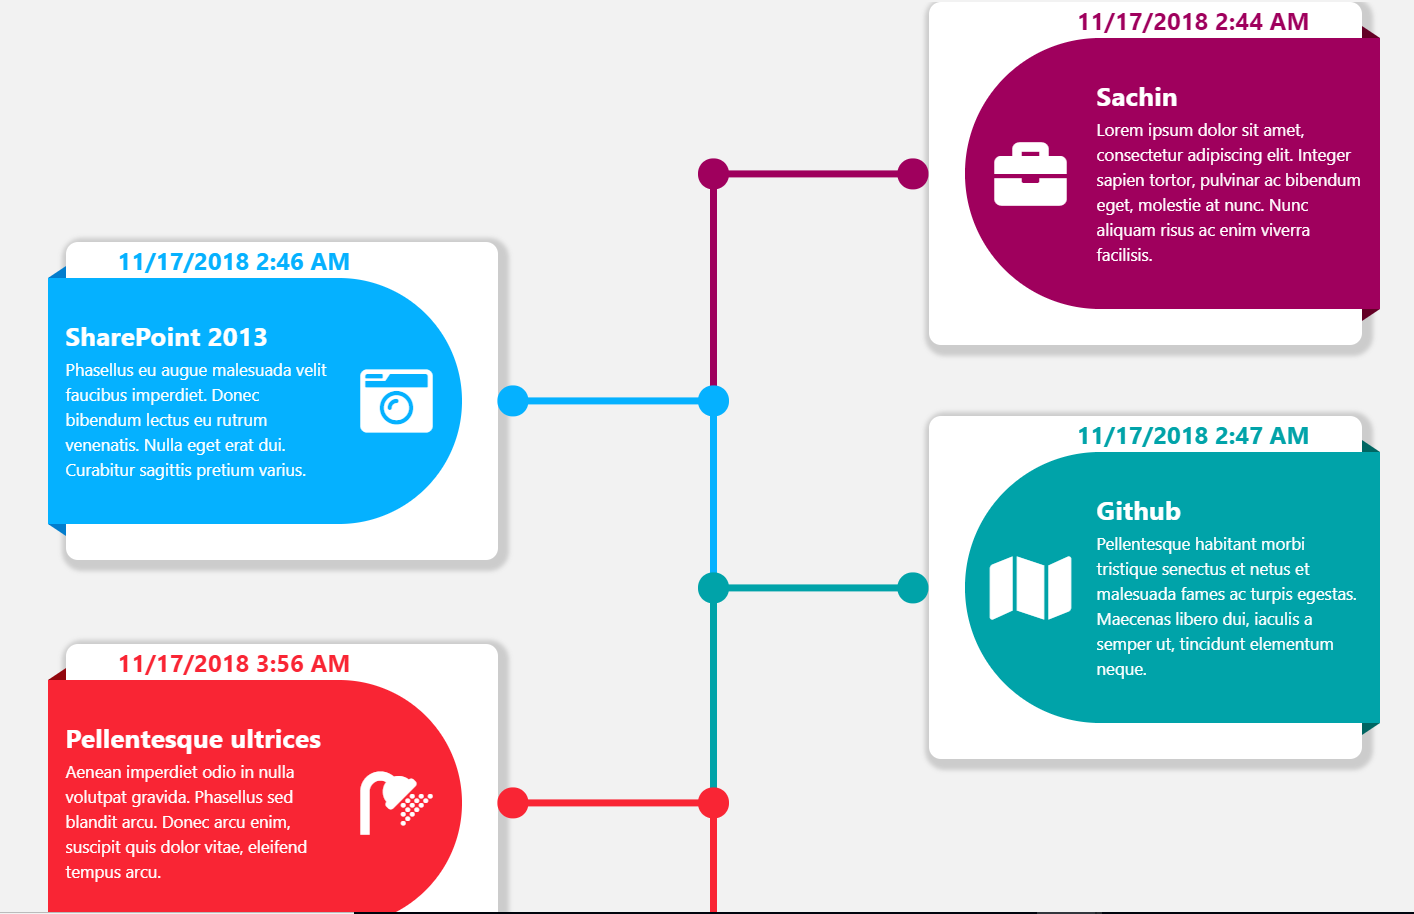 11/17/2018 2:44 AM
Sachin
Lorem ipsum dolor sit amet,
consectetur adipiscing elit. Integer
sapien tortor, pulvinar ac bibendum
eget, molestie at nunc. Nunc
aliquam risus ac enim viverra
facilisis.
11/17/2018 2:46 AM
SharePoint 2013
Phasellus eu augue malesuada velit
faucibus imperdiet. Donec
bibendum lectus eu rutrum
venenatis. Nulla eget erat dui.
Curabitur sagittis pretium varius.
11/17/2018 2:47 AM
Github
Pellentesque habitant morbi
tristique senectus et netus et
malesuada fames ac turpis egestas.
Maecenas libero dui, iaculis a
semper ut, tincidunt elementum
neque.
11/17/2018 3:56 AM
Pellentesque ultrices
Aenean imperdiet odio in nulla
volutpat gravida. Phasellus sed
blandit arcu. Donec arcu enim,
suscipit quis dolor vitae, eleifend
tempus arcu.